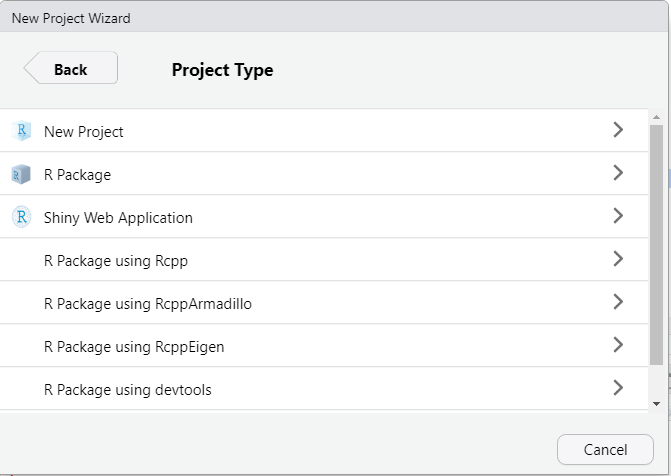 New Project Wizard
Back
Project Type
R New Project
R R Package
R Shiny Web Application
R Package using Rcpp
R Package using RcppArmadillo
R Package using RcppEigen
R Package using devtools
Cancel